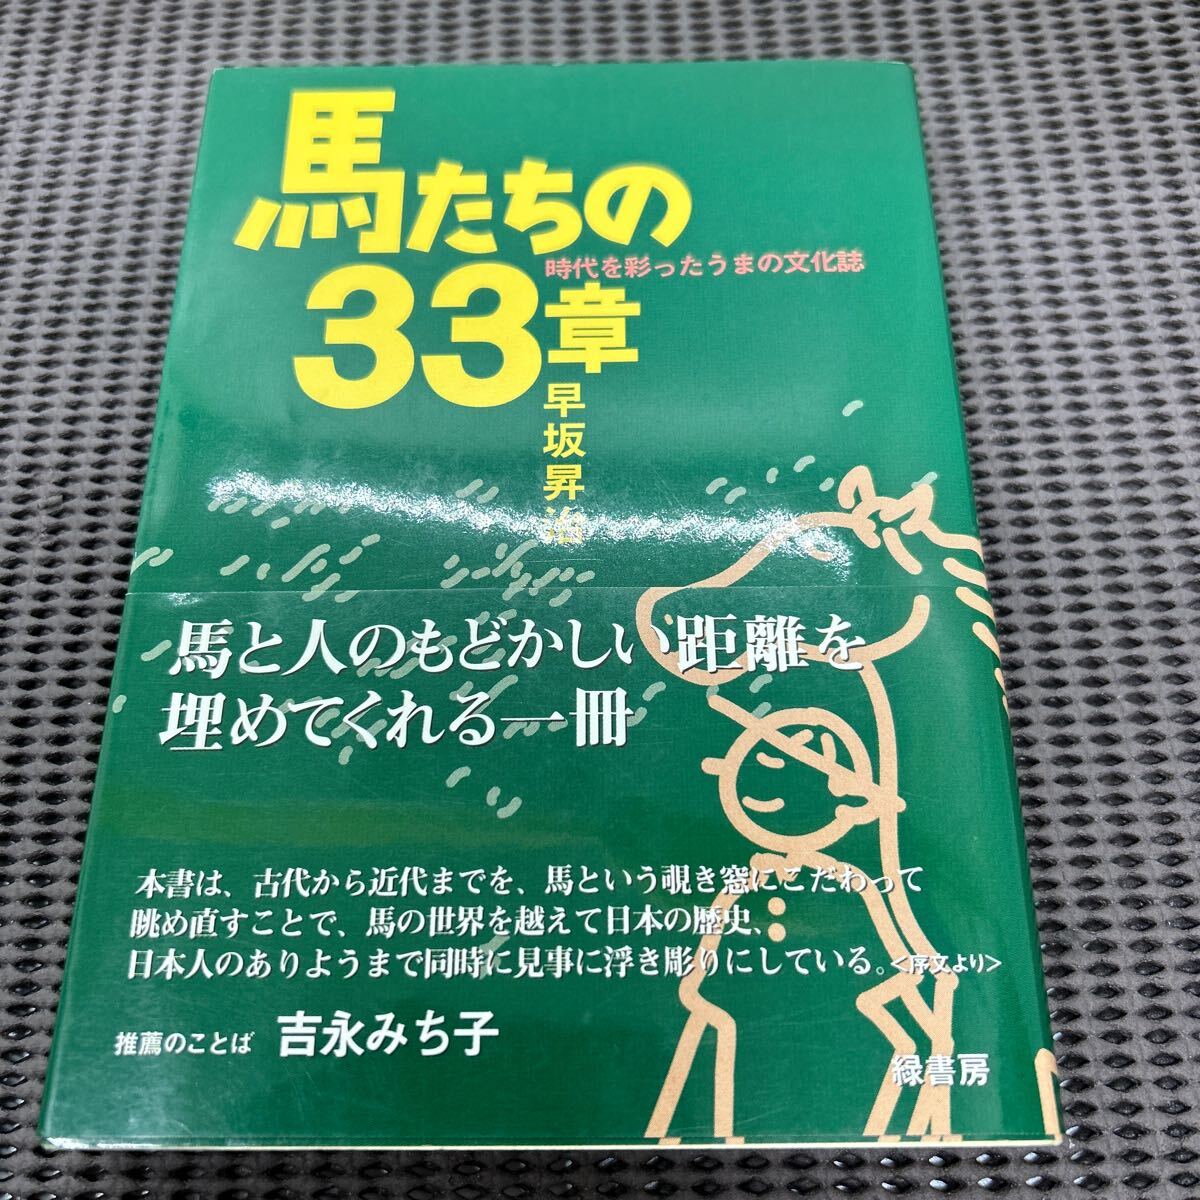 馬たちの
33章
時代を彩ったうまの文化誌
早坂昇治
馬と人のもどかしい距離を
埋めてくれる一冊
本書は、古代から近代までを、馬という覗き窓にこだわって
眺め直すことで、馬の世界を越えて日本の歴史、
日本人のありようまで同時に見事に浮き彫りにしている。<序文より>
推薦のことば 吉永みち子
緑書房